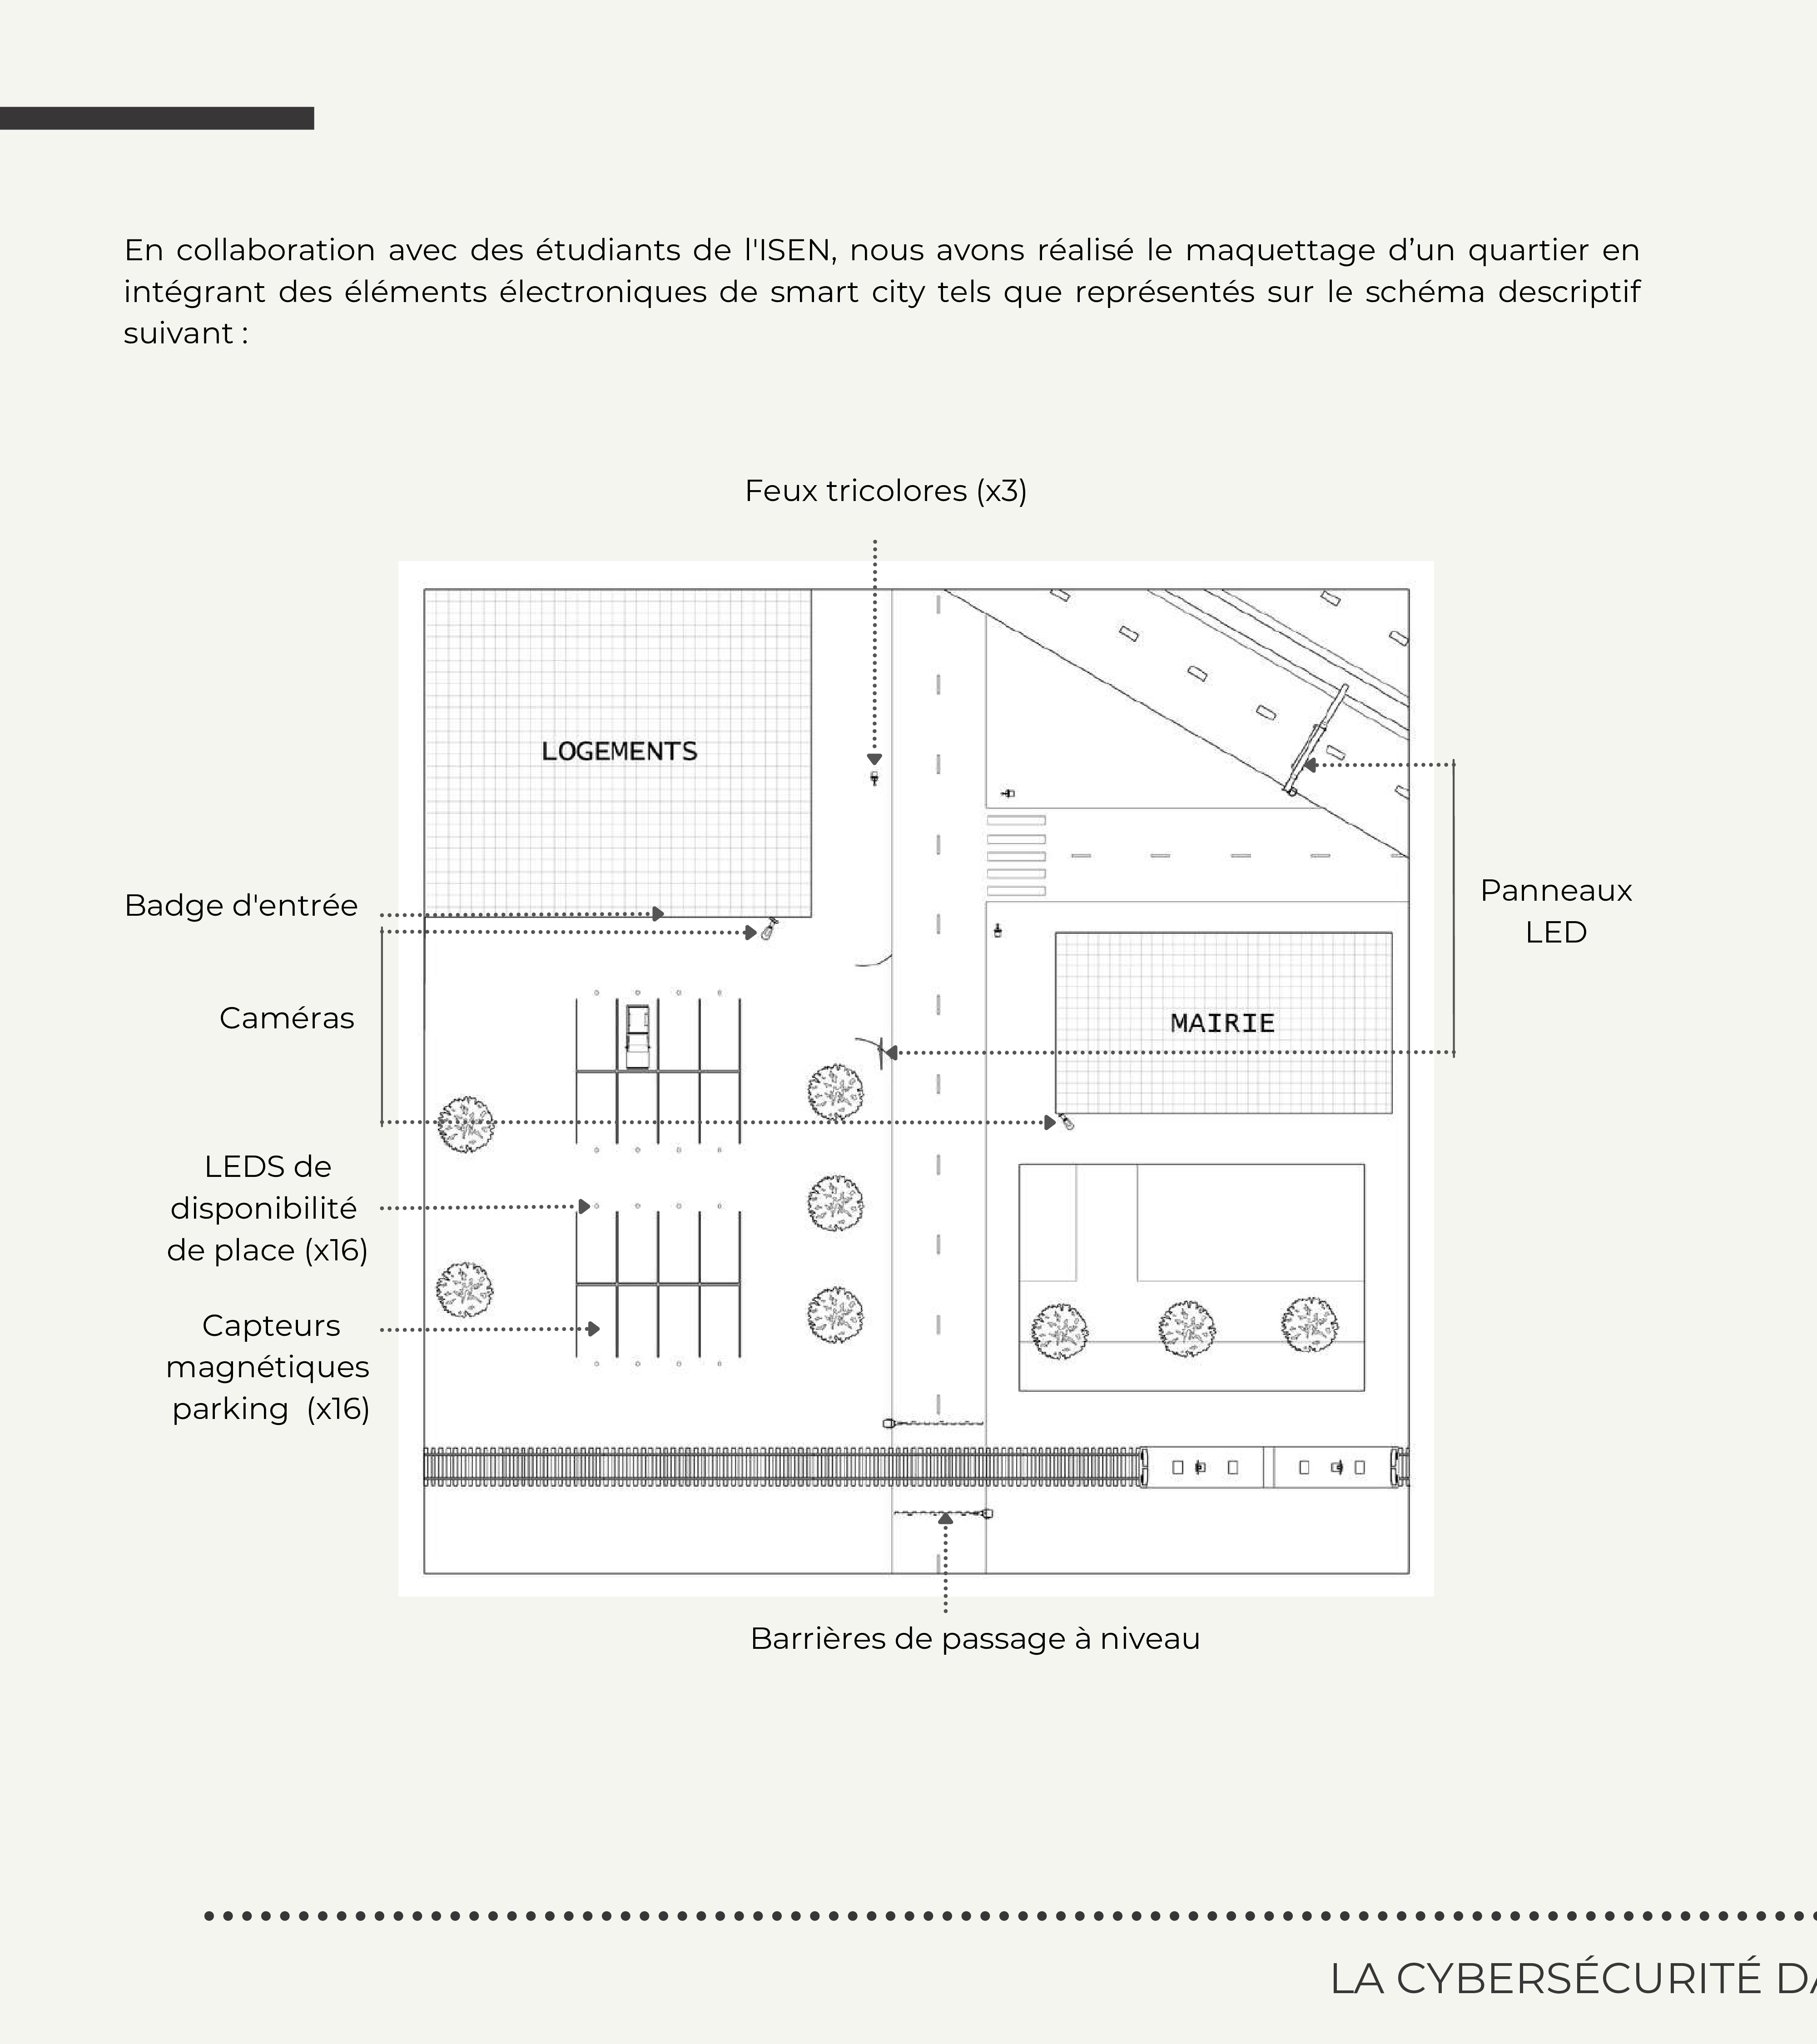 En collaboration avec des étudiants de l'ISEN, nous avons réalisé le maquettage d’un quartier en
intégrant des éléments électroniques de smart city tels que représentés sur le schéma descriptif
suivant :
Feux tricolores (x3)
LOGEMENTS
Badge d'entrée
Caméras
Panneaux
LED
MAIRIE
LEDS de
disponibilité
de place (x16)
Capteurs
magnétiques
parking (x16)
Barrières de passage à niveau
LA CYBERSÉCURITÉ